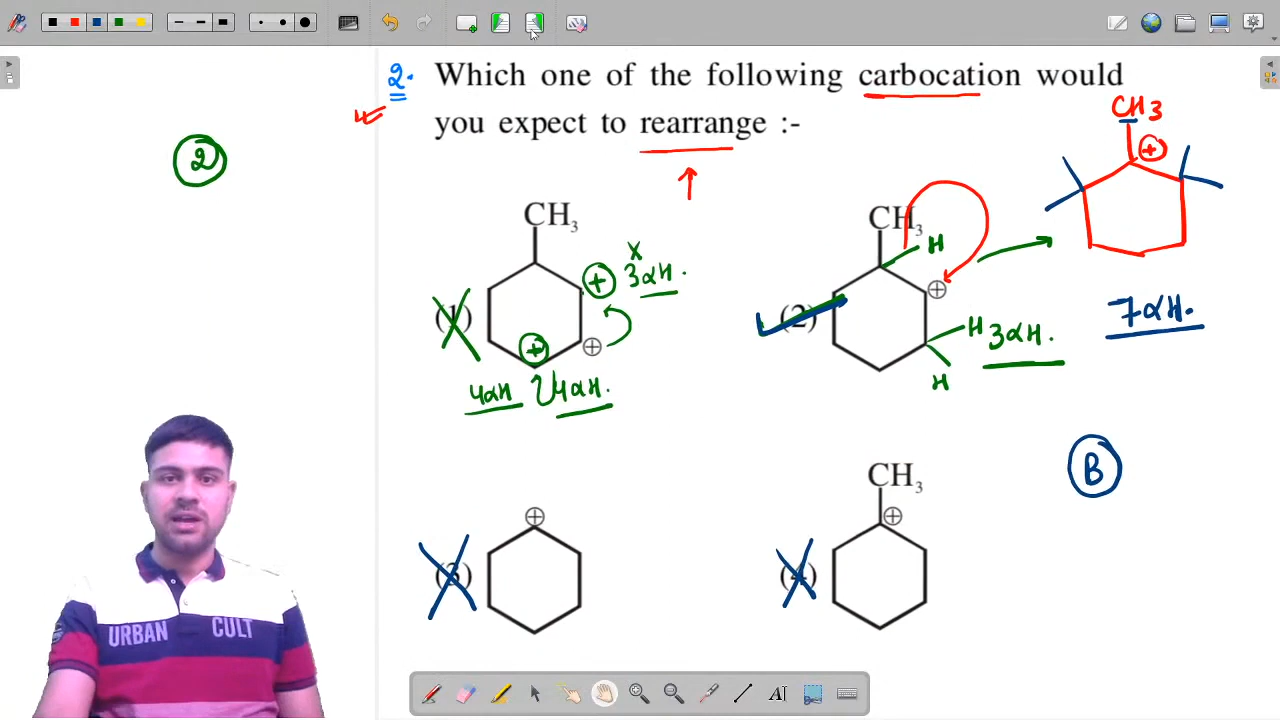 2. Which one of the following carbocation would
you expect to rearrange :-
CH3
+
2
CH3
+ 3αH.
x
(1)
⊕
+
4αH 4αH.
CH3
H
⊕
(2)
H 3αH.
H
7αH.
B
⊕
(3)
CH3
⊕
(4)
URBAN CULT
AI